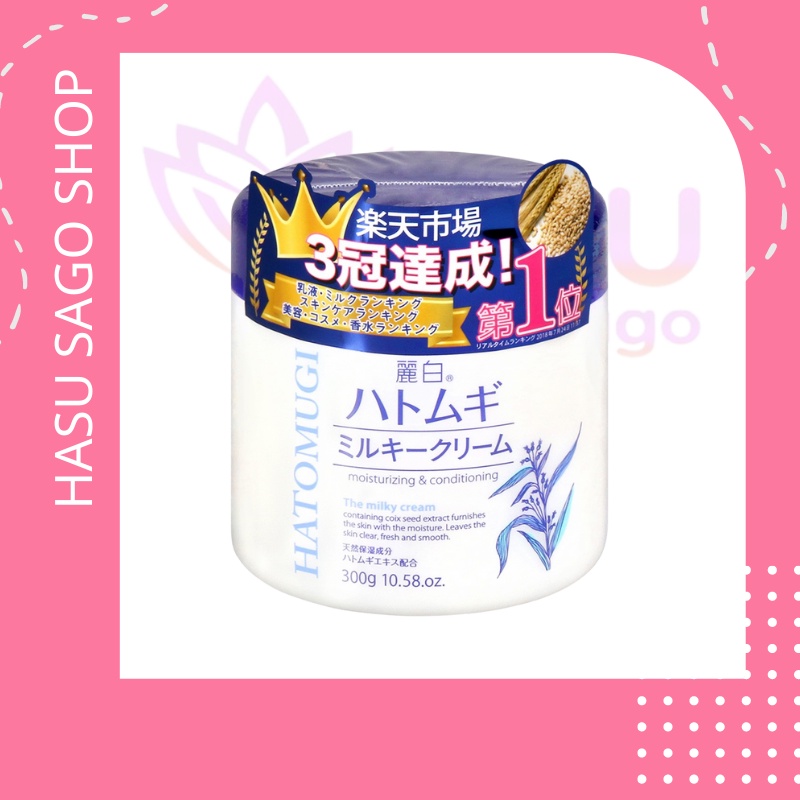 HASU SAGO SHOP
楽天市場
3冠達成!
乳液・ミルクランキング
スキンケアランキング
美容・コスメ・香水ランキング
第1位
麗白®
ハトムギ
ミルキークリーム
moisturizing & conditioning
The milky cream
containing coix seed extract furnishes
the skin with the moisture. Leaves the
skin clear, fresh and smooth.
天然保湿成分
ハトムギエキス配合
300g 10.58.oz.
HATOMUGI